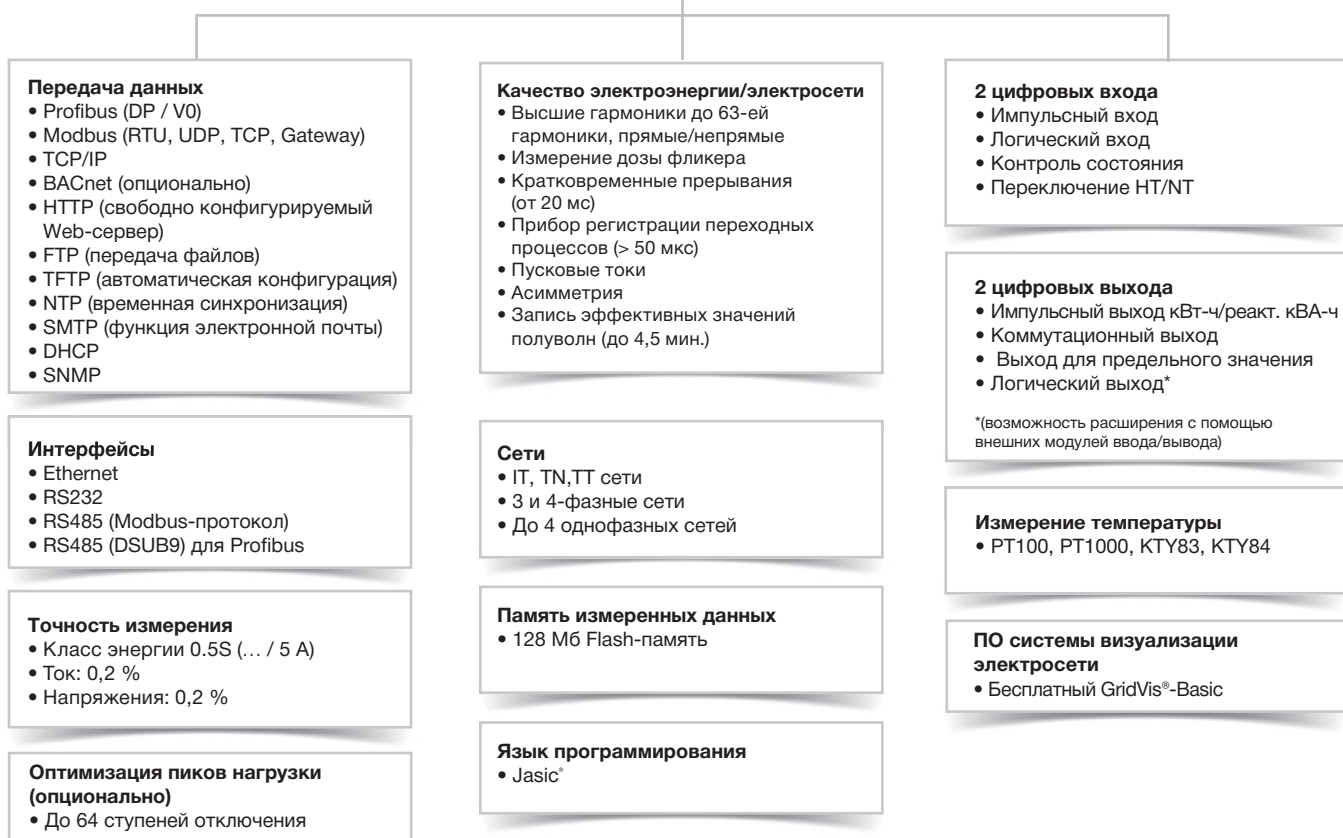 Передача данных
• Profibus (DP / V0)
• Modbus (RTU, UDP, TCP, Gateway)
• TCP/IP
• BACnet (опционально)
• HTTP (свободно конфигурируемый
Web-сервер)
• FTP (передача файлов)
• TFTP (автоматическая конфигурация)
• NTP (временная синхронизация)
• SMTP (функция электронной почты)
• DHCP
• SNMP
Интерфейсы
• Ethernet
• RS232
• RS485 (Modbus-протокол)
• RS485 (DSUB9) для Profibus
Точность измерения
• Класс энергии 0.5S (… / 5 A)
• Ток: 0,2 %
• Напряжения: 0,2 %
Оптимизация пиков нагрузки
(опционально)
• До 64 ступеней отключения
Качество электроэнергии/электросети
• Высшие гармоники до 63-ей
гармоники, прямые/непрямые
• Измерение дозы фликера
• Кратковременные прерывания
(от 20 мс)
• Прибор регистрации переходных
процессов (> 50 мкс)
• Пусковые токи
• Асимметрия
• Запись эффективных значений
полуволн (до 4,5 мин.)
Сети
• IT, TN,TT сети
• 3 и 4-фазные сети
• До 4 однофазных сетей
Память измеренных данных
• 128 Мб Flash-память
Язык программирования
• Jasic®
2 цифровых входа
• Импульсный вход
• Логический вход
• Контроль состояния
• Переключение HT/NT
2 цифровых выхода
• Импульсный выход кВт-ч/реакт. кВА-ч
• Коммутационный выход
• Выход для предельного значения
• Логический выход*
*(возможность расширения с помощью
внешних модулей ввода/вывода)
Измерение температуры
• PT100, PT1000, KTY83, KTY84
ПО системы визуализации
электросети
• Бесплатный GridVis®-Basic